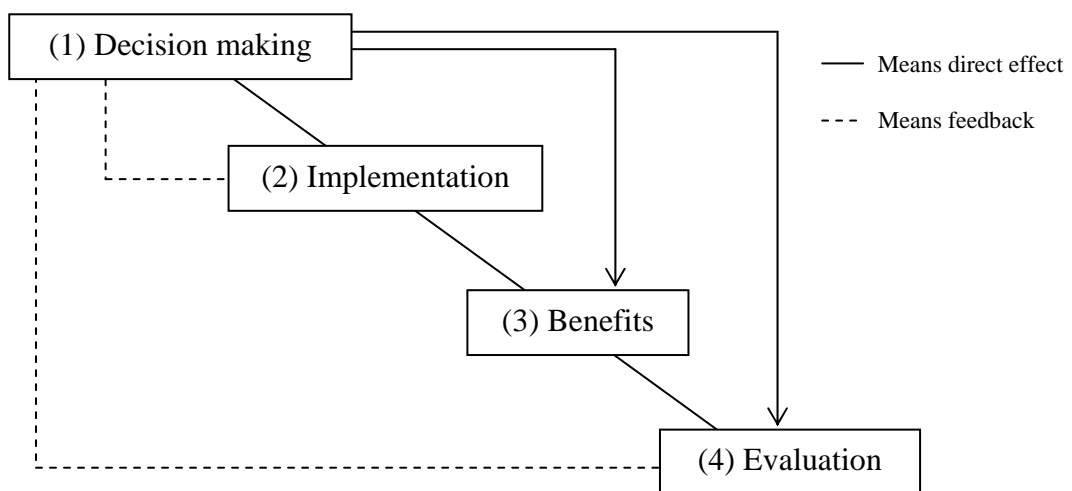 (1) Decision making
Means direct effect
Means feedback
(2) Implementation
(3) Benefits
(4) Evaluation